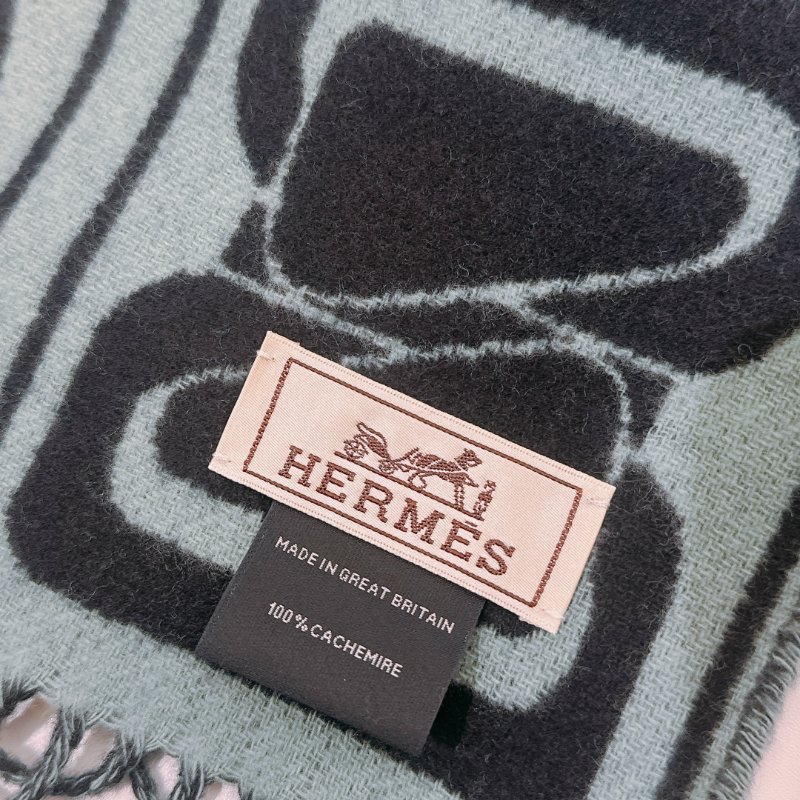 HERMÈS
MADE IN GREAT BRITAIN
100% CACHEMIRE